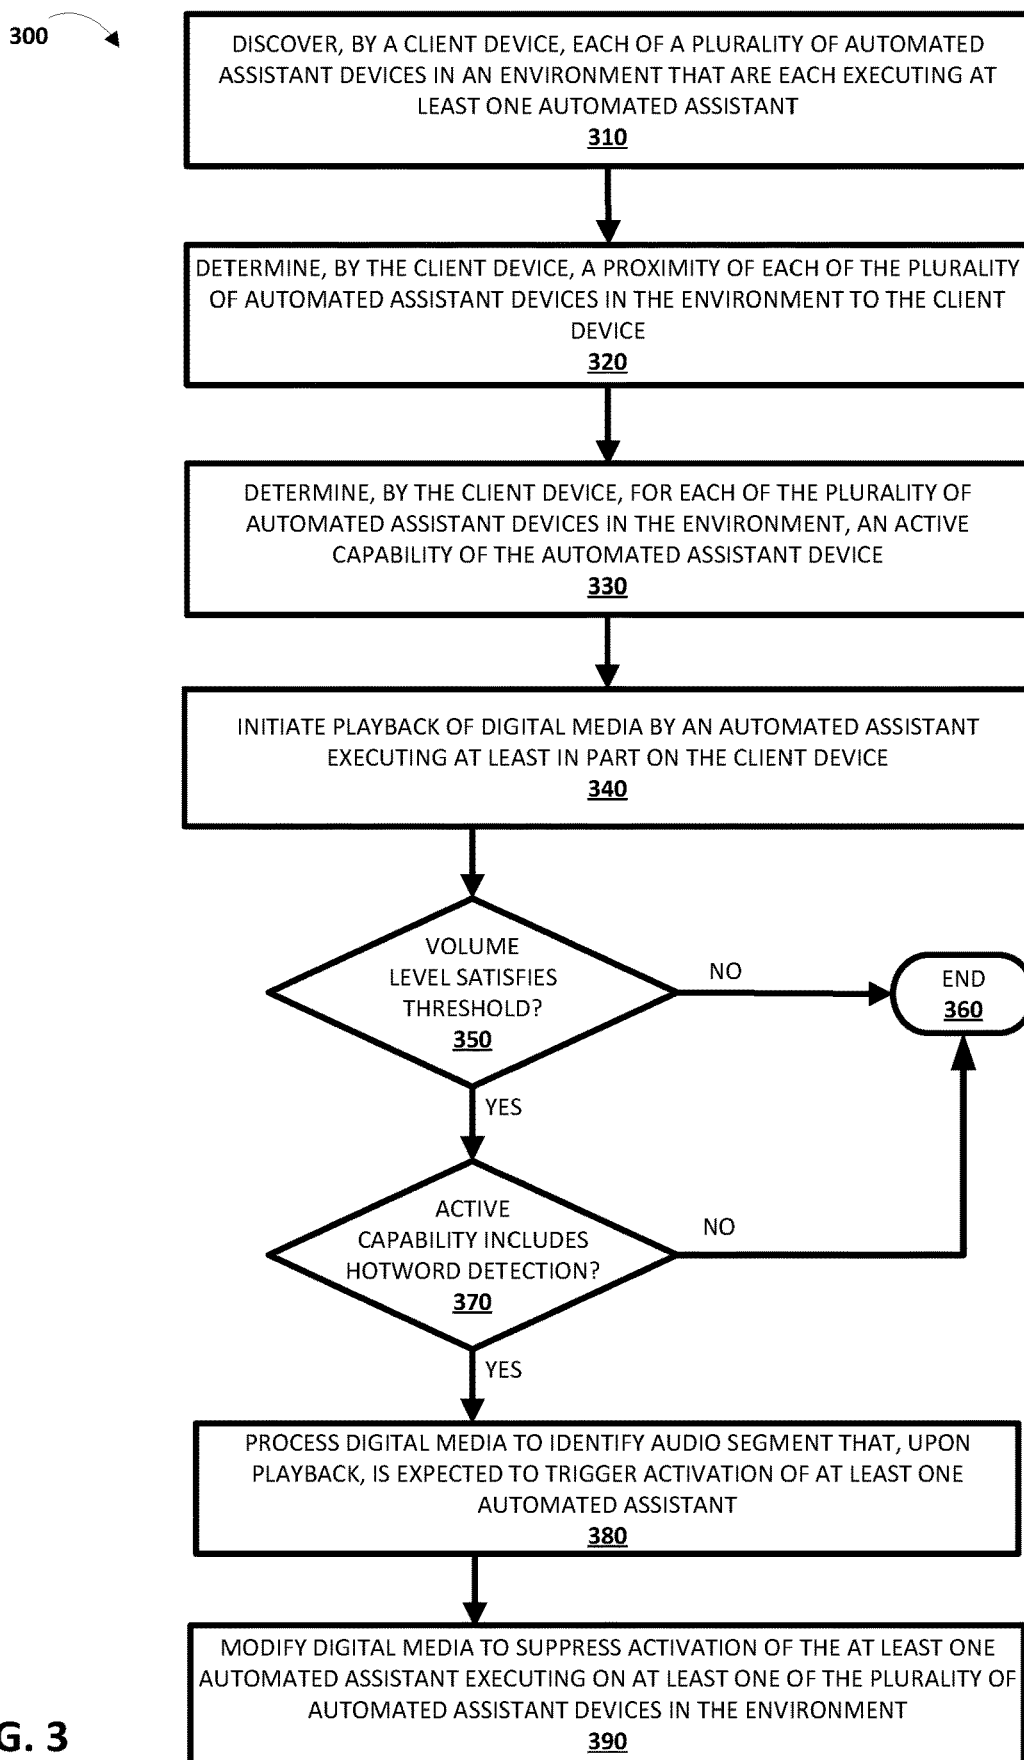 300
DISCOVER, BY A CLIENT DEVICE, EACH OF A PLURALITY OF AUTOMATED
ASSISTANT DEVICES IN AN ENVIRONMENT THAT ARE EACH EXECUTING AT
LEAST ONE AUTOMATED ASSISTANT
310
DETERMINE, BY THE CLIENT DEVICE, A PROXIMITY OF EACH OF THE PLURALITY
OF AUTOMATED ASSISTANT DEVICES IN THE ENVIRONMENT TO THE CLIENT
DEVICE
320
DETERMINE, BY THE CLIENT DEVICE, FOR EACH OF THE PLURALITY OF
AUTOMATED ASSISTANT DEVICES IN THE ENVIRONMENT, AN ACTIVE
CAPABILITY OF THE AUTOMATED ASSISTANT DEVICE
330
INITIATE PLAYBACK OF DIGITAL MEDIA BY AN AUTOMATED ASSISTANT
EXECUTING AT LEAST IN PART ON THE CLIENT DEVICE
340
VOLUME
LEVEL SATISFIES
THRESHOLD?
350
NO
END
360
YES
ACTIVE
CAPABILITY INCLUDES
HOTWORD DETECTION?
370
NO
YES
PROCESS DIGITAL MEDIA TO IDENTIFY AUDIO SEGMENT THAT, UPON
PLAYBACK, IS EXPECTED TO TRIGGER ACTIVATION OF AT LEAST ONE
AUTOMATED ASSISTANT
380
MODIFY DIGITAL MEDIA TO SUPPRESS ACTIVATION OF THE AT LEAST ONE
AUTOMATED ASSISTANT EXECUTING ON AT LEAST ONE OF THE PLURALITY OF
AUTOMATED ASSISTANT DEVICES IN THE ENVIRONMENT
390
G. 3